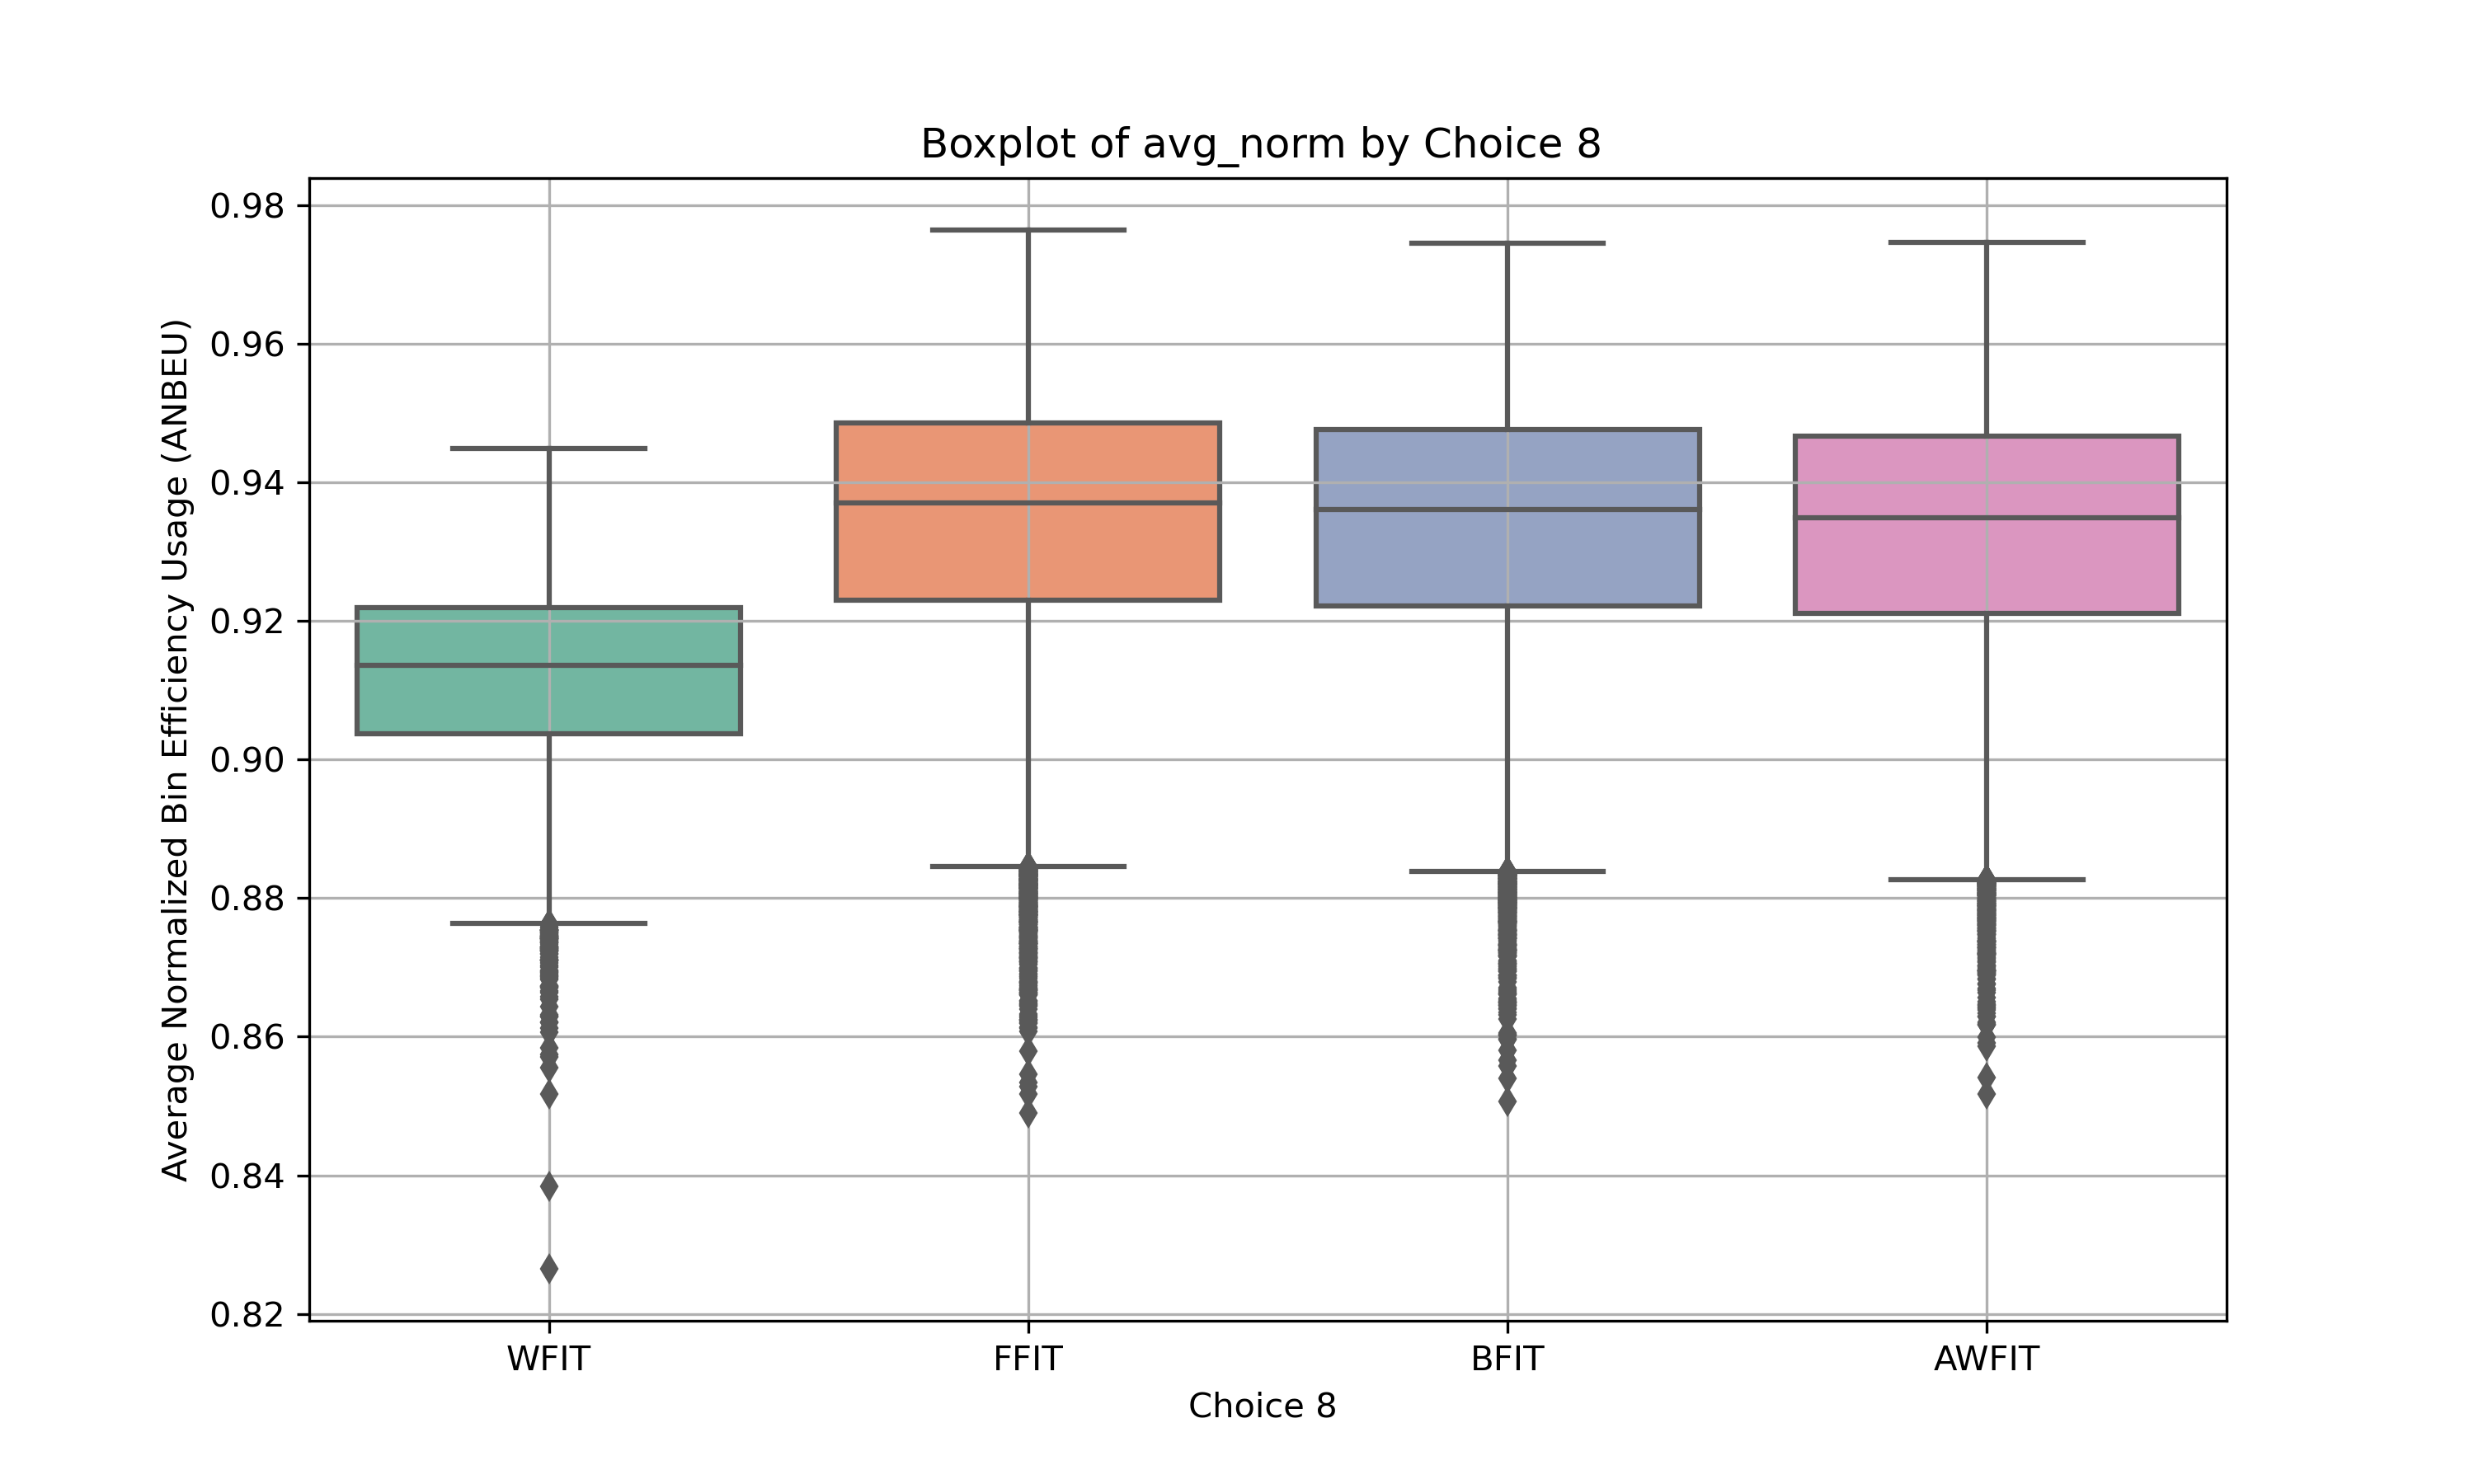 Boxplot of avg_norm by Choice 8
Average Normalized Bin Efficiency Usage (ANBEU)
0.98
0.96
0.94
0.92
0.90
0.88
0.86
0.84
0.82
WFIT
FFIT
BFIT
AWFIT
Choice 8